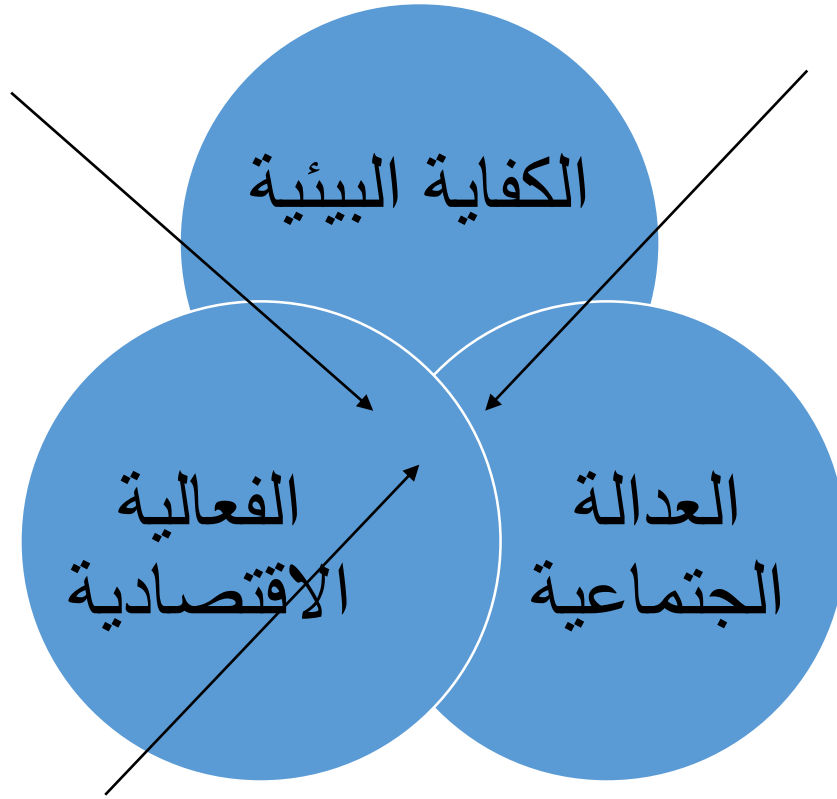 الكفاية البيئية
العدالة
الجتماعية
الفعالية
الاقتصادية